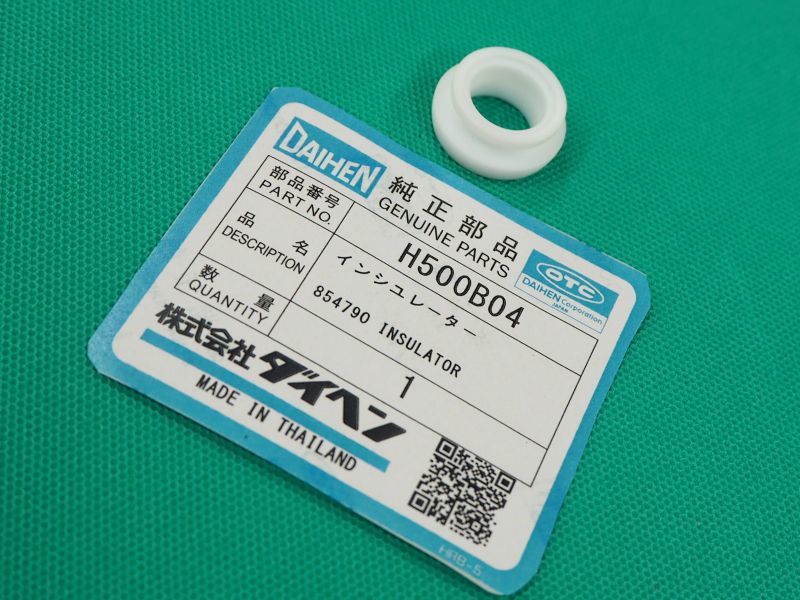 DAIHEN
純正部品
GENUINE PARTS
部品番号
PART NO.
H500B04
OTC
DAIHEN Corporation
JAPAN
品名
DESCRIPTION
インシュレーター
854790 INSULATOR
数量
QUANTITY
1
株式会社ダイヘン
MADE IN THAILAND
HRB-5